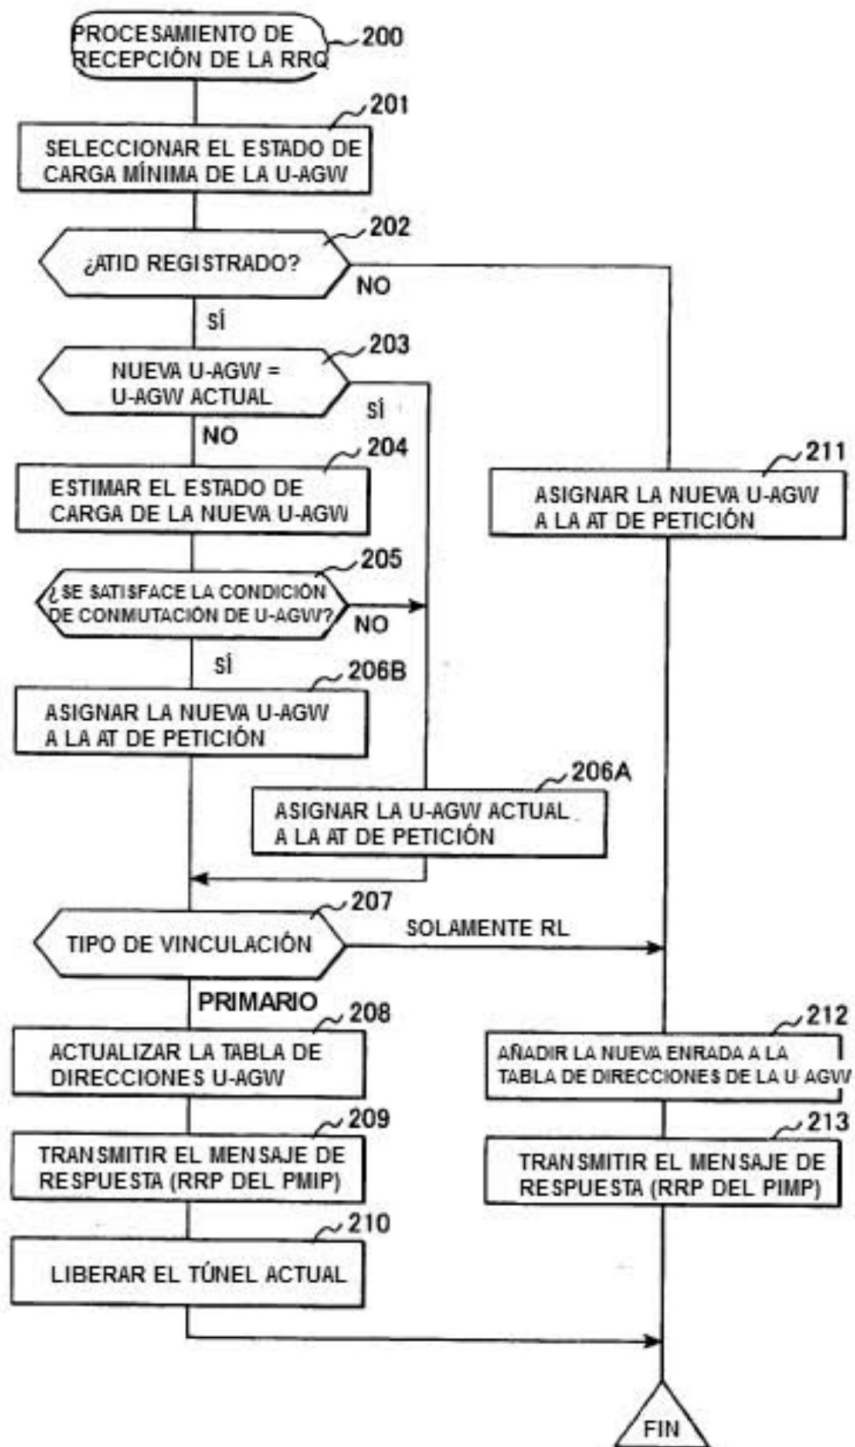 PROCESAMIENTO DE
RECEPCIÓN DE LA RRQ
200
201
SELECCIONAR EL ESTADO DE
CARGA MÍNIMA DE LA U-AGW
202
¿ATID REGISTRADO?
NO
SÍ
203
NUEVA U-AGW =
U-AGW ACTUAL
SÍ
NO
204
ESTIMAR EL ESTADO DE
CARGA DE LA NUEVA U-AGW
211
ASIGNAR LA NUEVA U-AGW
A LA AT DE PETICIÓN
205
¿SE SATISFACE LA CONDICIÓN
DE CONMUTACIÓN DE U-AGW?
NO
SÍ
206B
ASIGNAR LA NUEVA U-AGW
A LA AT DE PETICIÓN
206A
ASIGNAR LA U-AGW ACTUAL
A LA AT DE PETICIÓN
207
TIPO DE VINCULACIÓN
SOLAMENTE RL
PRIMARIO
208
ACTUALIZAR LA TABLA DE
DIRECCIONES U-AGW
212
AÑADIR LA NUEVA ENRADA A LA
TABLA DE DIRECCIONES DE LA U-AGW
209
TRANSMITIR EL MENSAJE DE
RESPUESTA (RRP DEL PMIP)
213
TRANSMITIR EL MENSAJE DE
RESPUESTA (RRP DEL PIMP)
210
LIBERAR EL TÚNEL ACTUAL
FIN